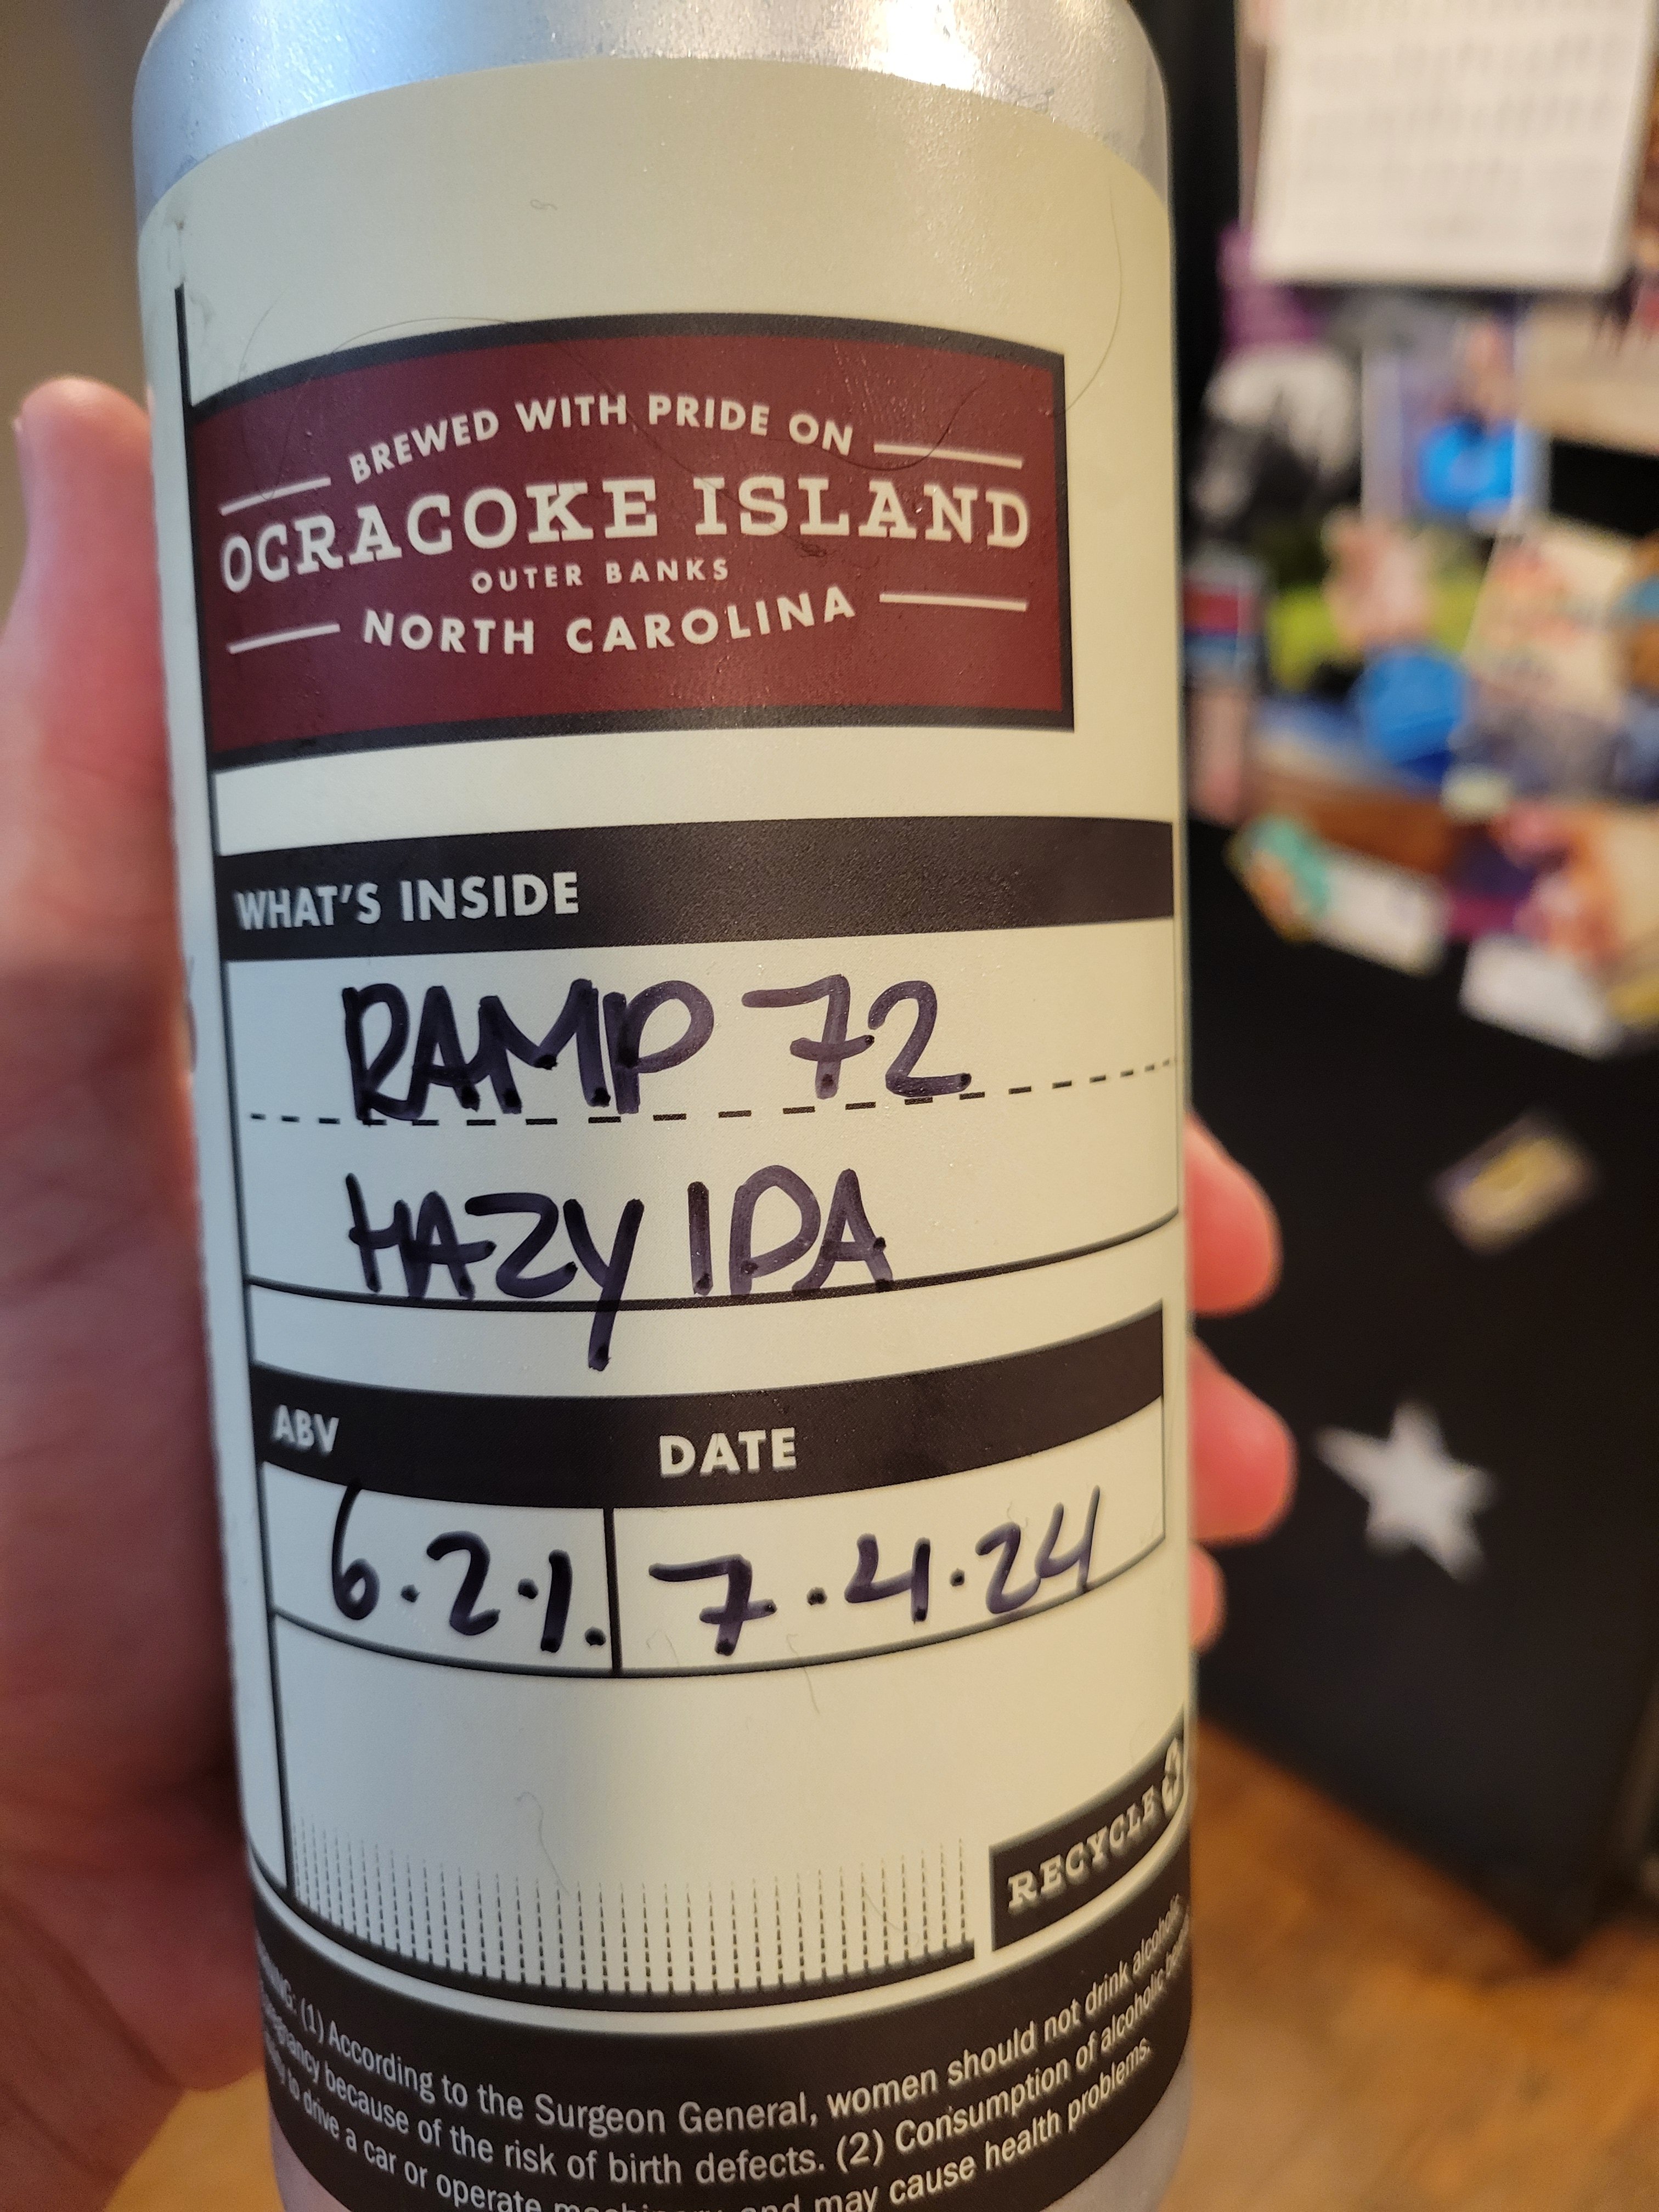 BREWED WITH PRIDE ON
OCRACOKE ISLAND
OUTER BANKS
NORTH CAROLINA
WHAT'S INSIDE
RAMP 72
HAZY IPA
ABV
DATE
6.2%
7.4.24
RECYCLE
(1) According to the Surgeon General, women should not drink alcoholic
because of the risk of birth defects. (2) Consumption of alcoholic
to drive a car or operate and may cause health problems.